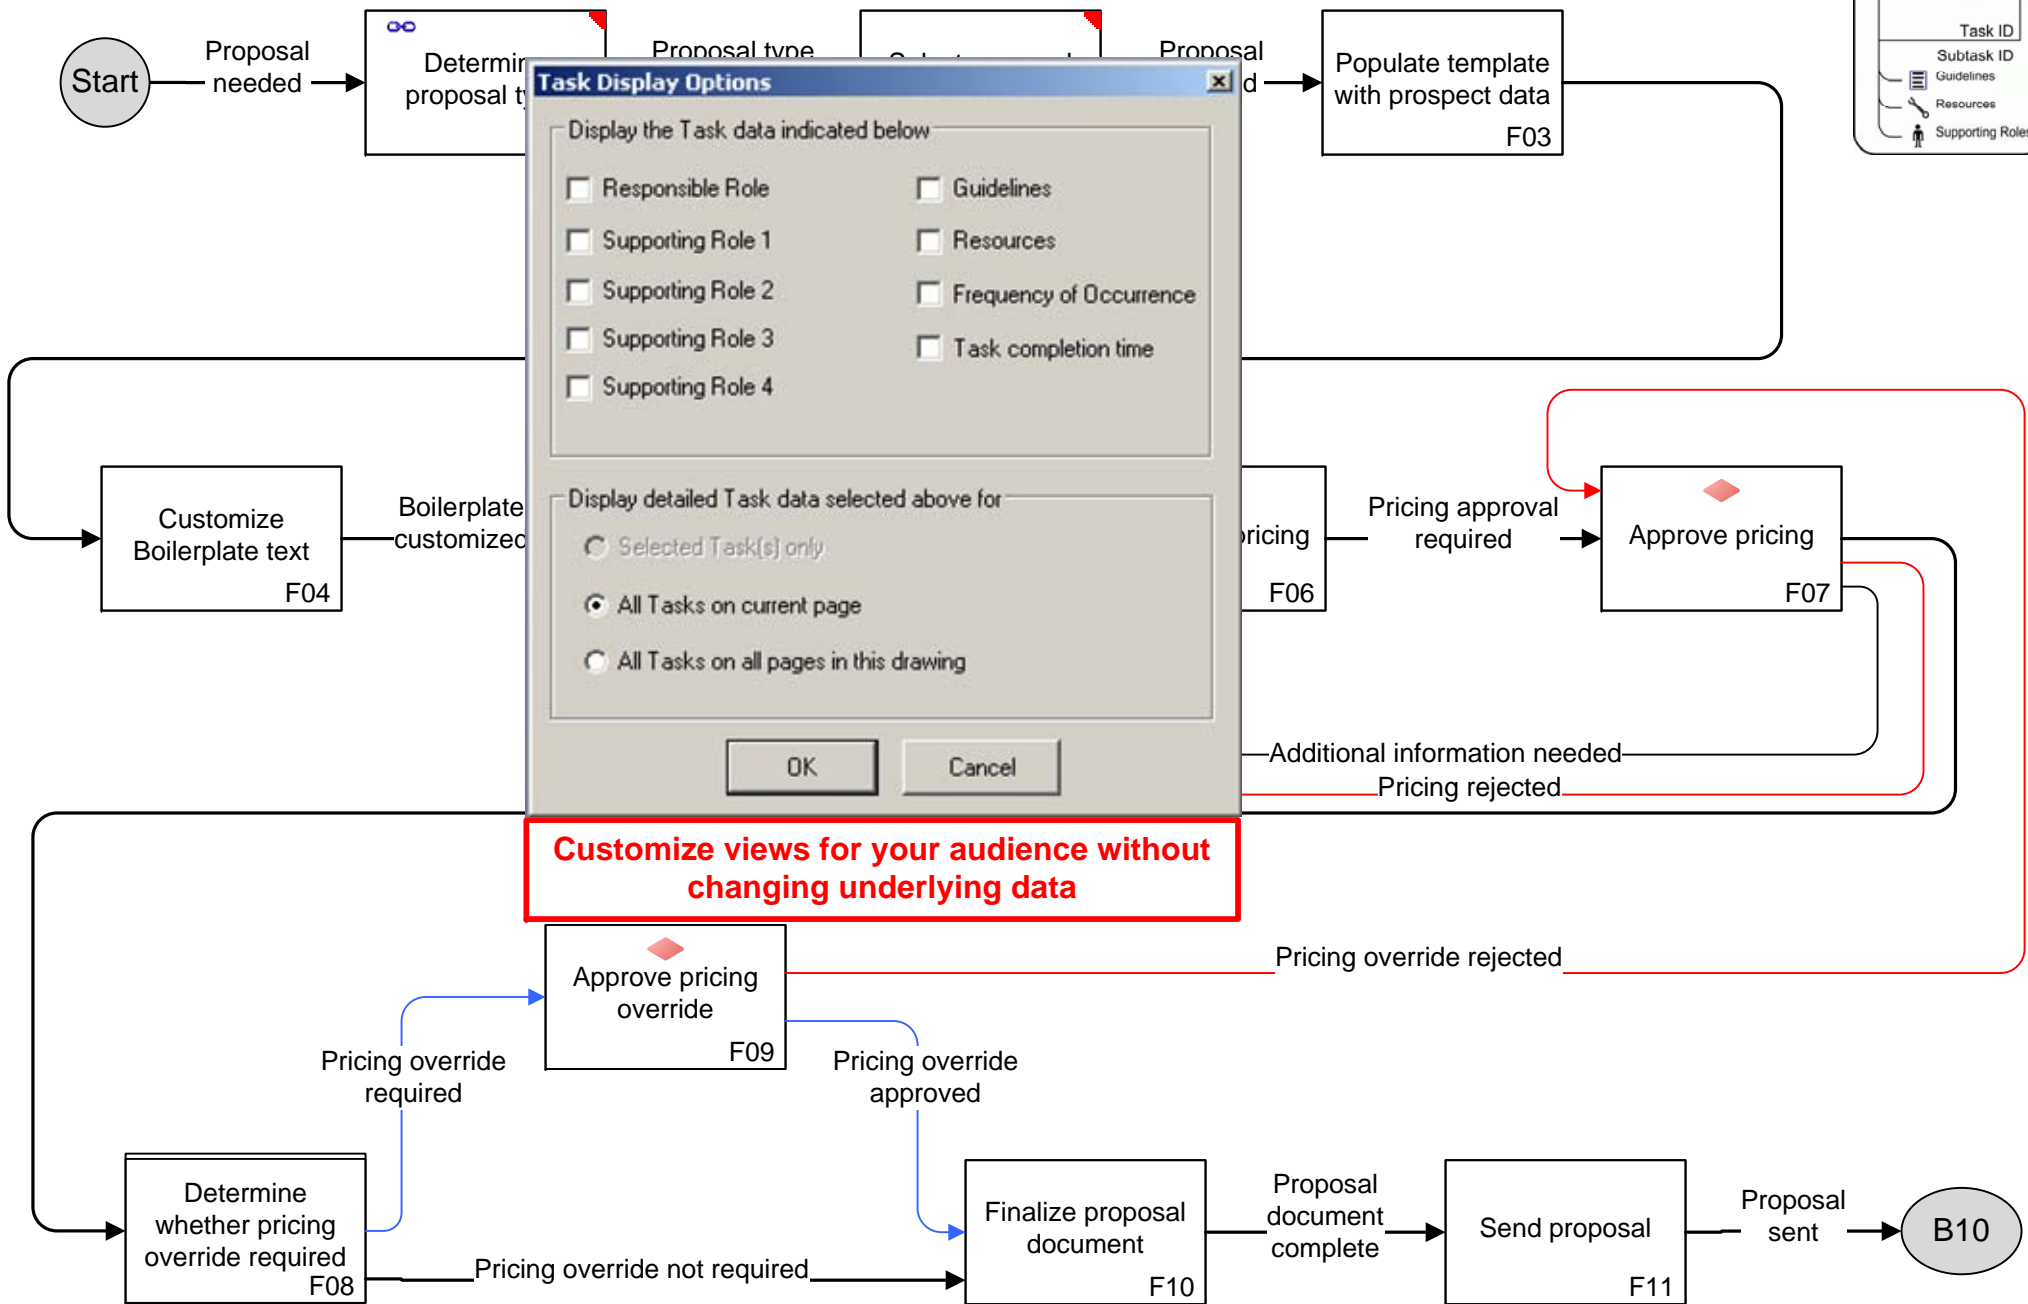 Start
Proposal
needed
Determin
proposal t
Proposal type
Proposal
d
Populate template
with prospect data
F03
Task ID
Subtask ID
Guidelines
Resources
Supporting Roles
Task Display Options
Display the Task data indicated below
Responsible Role
Guidelines
Supporting Role 1
Resources
Supporting Role 2
Frequency of Occurrence
Supporting Role 3
Task completion time
Supporting Role 4
Customize
Boilerplate text
F04
Boilerplate
customized
Display detailed Task data selected above for
Selected Task(s) only
All Tasks on current page
All Tasks on all pages in this drawing
OK
Cancel
pricing
F06
Pricing approval
required
Approve pricing
F07
Additional information needed
Pricing rejected
Customize views for your audience without
changing underlying data
Approve pricing
override
F09
Pricing override rejected
Pricing override
required
Pricing override
approved
Determine
whether pricing
override required
F08
Pricing override not required
Finalize proposal
document
F10
Proposal
document
complete
Send proposal
F11
Proposal
sent
B10